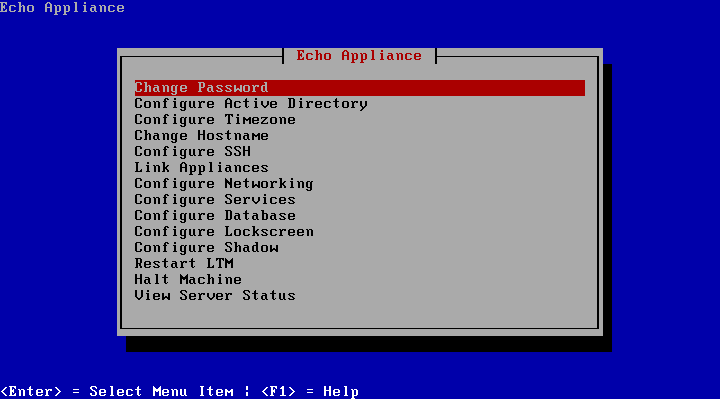 Echo Appliance
Echo Appliance
Change Password
Configure Active Directory
Configure Timezone
Change Hostname
Configure SSH
Link Appliances
Configure Networking
Configure Services
Configure Database
Configure Lockscreen
Configure Shadow
Restart LTM
Halt Machine
View Server Status
<Enter> = Select Menu Item ¦ <F1> = Help